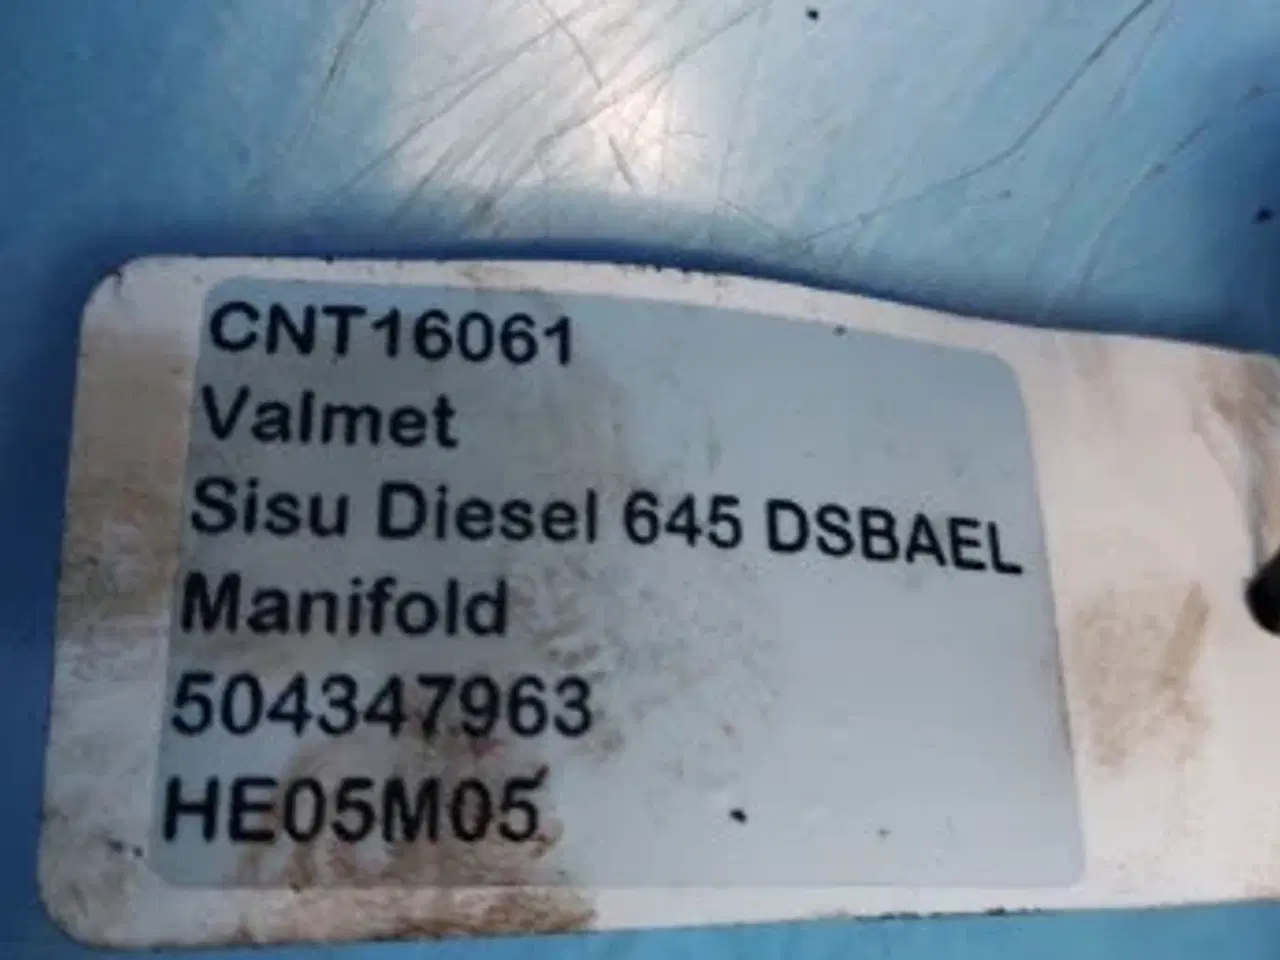 CNT16061
Valmet
Sisu Diesel 645 DSBAEL
Manifold
504347963
HE05M05